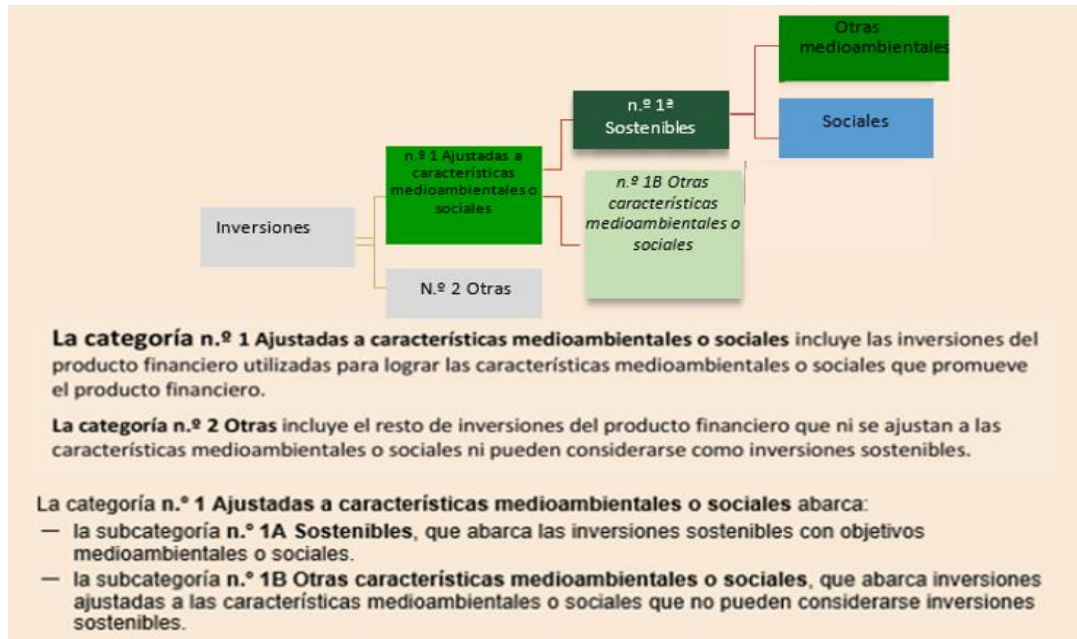 Otras
medioambientales
n.º 1ª
Sostenibles
Sociales
n.º 1 Ajustadas a
características
medioambientales o
sociales
n.º 1B Otras
características
medioambientales o
sociales
Inversiones
N.º 2 Otras
La categoría n.º 1 Ajustadas a características medioambientales o sociales incluye las inversiones del
producto financiero utilizadas para lograr las características medioambientales o sociales que promueve
el producto financiero.
La categoría n.º 2 Otras incluye el resto de inversiones del producto financiero que ni se ajustan a las
características medioambientales o sociales ni pueden considerarse como inversiones sostenibles.
La categoría n.° 1 Ajustadas a características medioambientales o sociales abarca:
— la subcategoría n.° 1A Sostenibles, que abarca las inversiones sostenibles con objetivos
medioambientales o sociales.
— la subcategoría n.° 1B Otras características medioambientales o sociales, que abarca inversiones
ajustadas a las características medioambientales o sociales que no pueden considerarse inversiones
sostenibles.